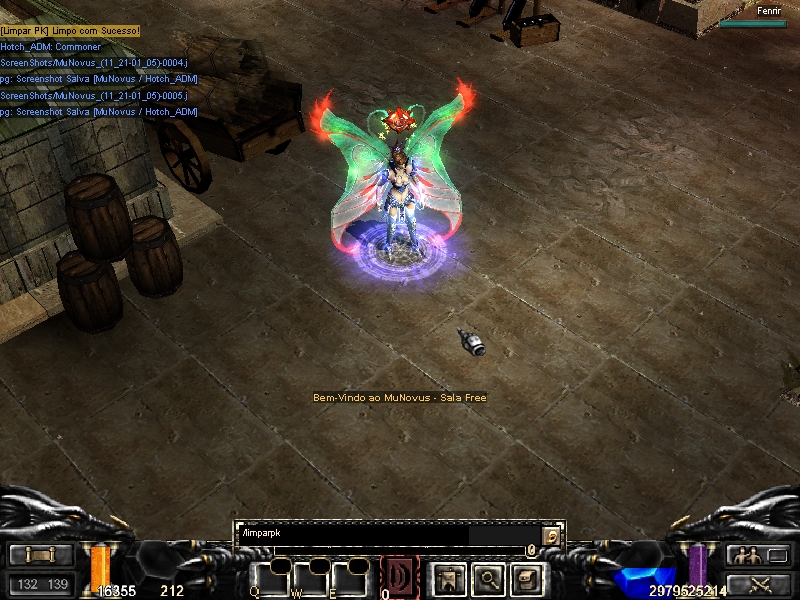 [Limpar PK] Limpo com Sucesso!
Fenrir
Hotch_ADM: Commoner
ScreenShots/MuNovus_(11_21-01_05)-0004.j
pg: Screenshot Salva [MuNovus / Hotch_ADM]
ScreenShots/MuNovus_(11_21-01_05)-0005.j
pg: Screenshot Salva [MuNovus / Hotch_ADM]
Bem-Vindo ao MuNovus - Sala Free
/limparpk
0
132 139
16355
212
Q
W
E
0
2979525214